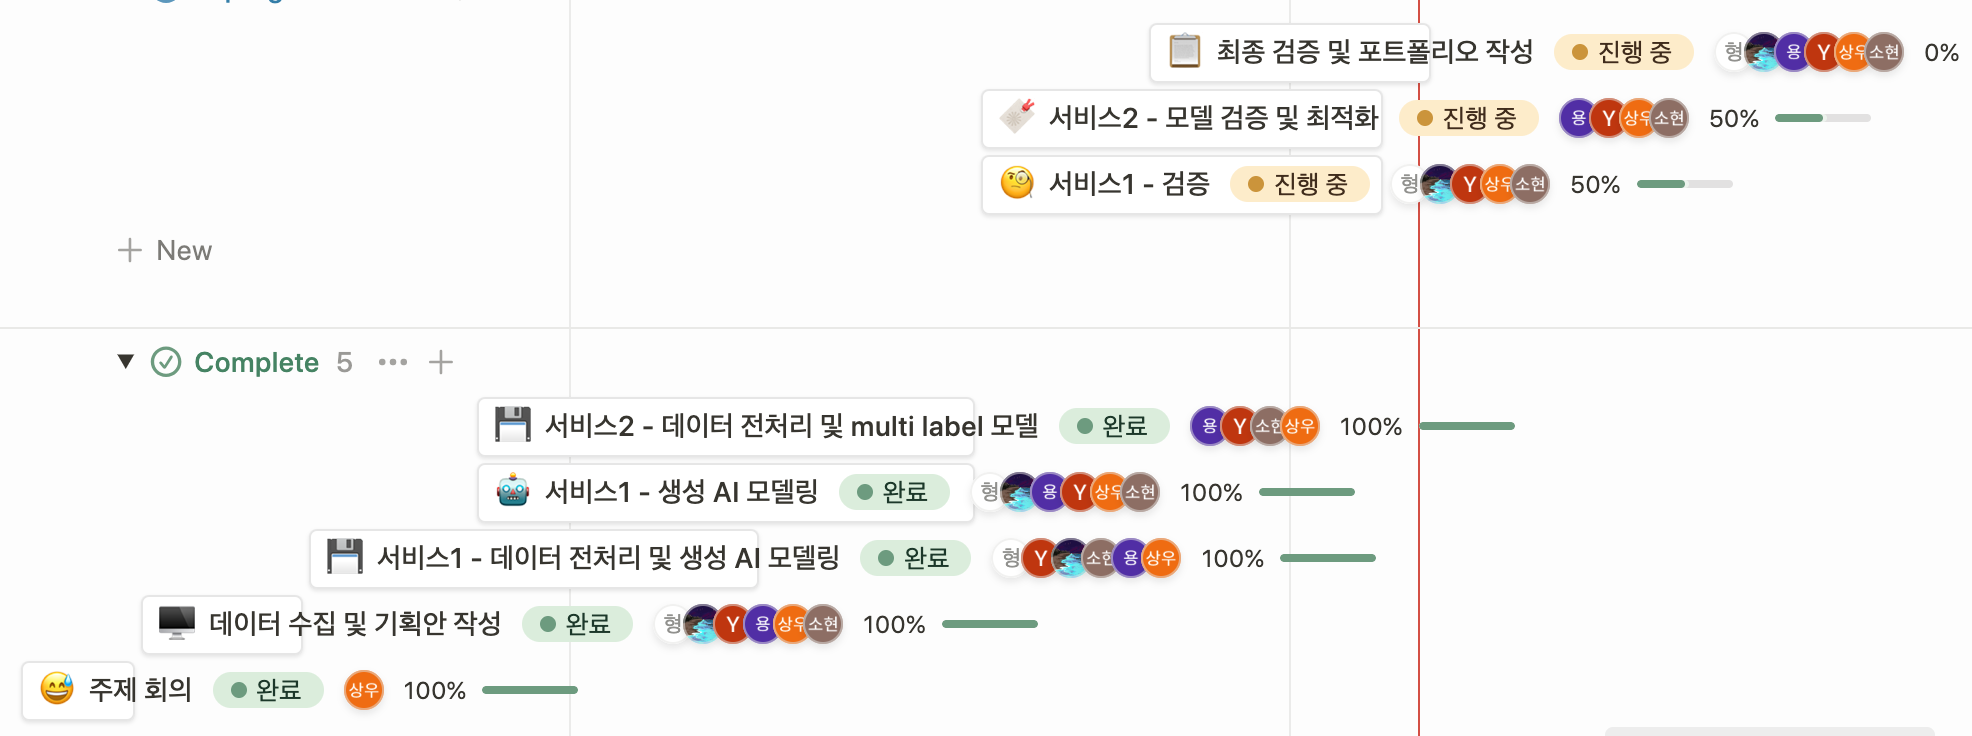 최종 검증 및 포트폴리오 작성 진행 중 형 용 Y 상우 소현 0%
서비스2 - 모델 검증 및 최적화 진행 중 용 Y 상우 소현 50%
서비스1 - 검증 진행 중 형 Y 상우 소현 50%
New
Complete 5
서비스2 - 데이터 전처리 및 multi label 모델 완료 용 Y 소현 상우 100%
서비스1 - 생성 AI 모델링 완료 형 용 Y 상우 소현 100%
서비스1 - 데이터 전처리 및 생성 AI 모델링 완료 형 Y 소현 용 상우 100%
데이터 수집 및 기획안 작성 완료 형 Y 용 상우 소현 100%
주제 회의 완료 상우 100%